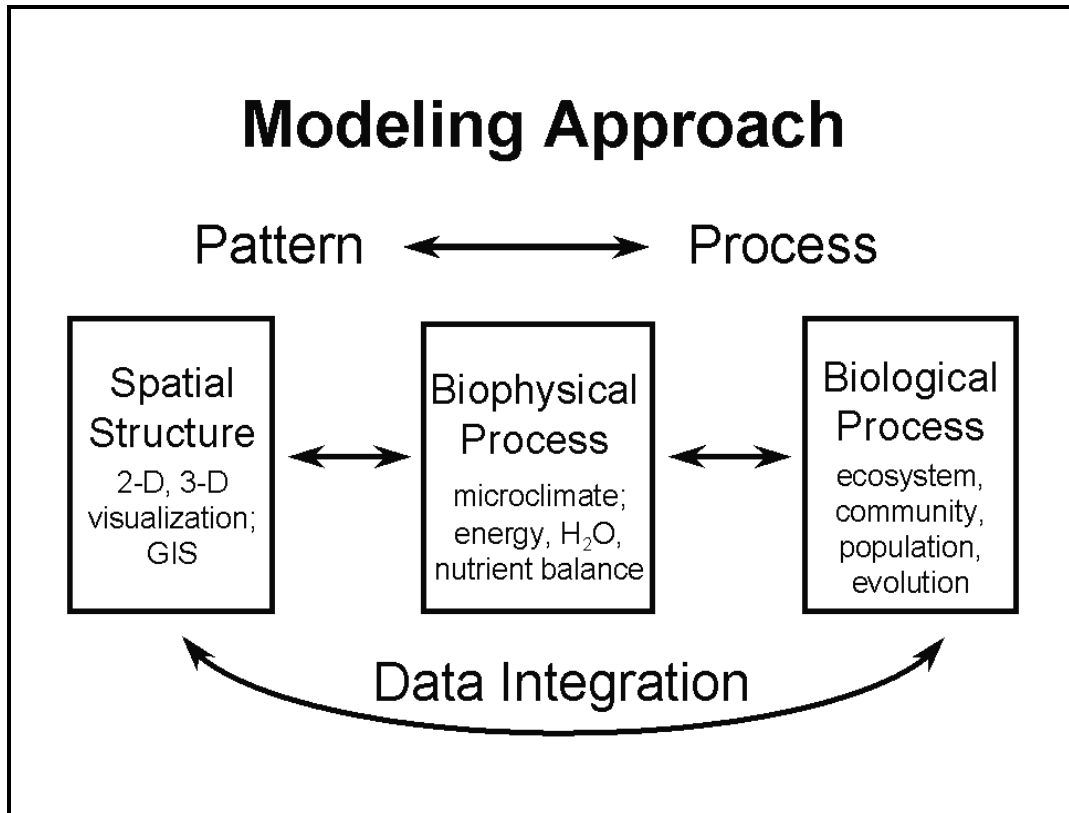 Modeling Approach
Pattern Process
Spatial
Structure
2-D, 3-D
visualization;
GIS
Biophysical
Process
microclimate;
energy, H₂O,
nutrient balance
Biological
Process
ecosystem,
community,
population,
evolution
Data Integration